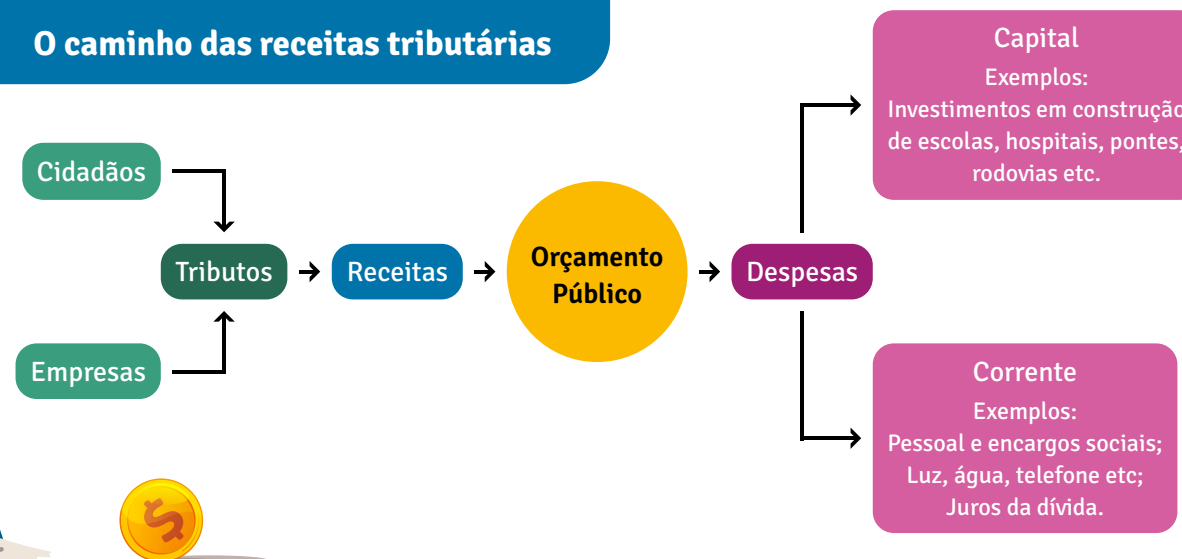 O caminho das receitas tributárias
Cidadãos
Empresas
Tributos
Receitas
Orçamento
Público
Despesas
Capital
Exemplos:
Investimentos em construção
de escolas, hospitais, pontes,
rodovias etc.
Corrente
Exemplos:
Pessoal e encargos sociais;
Luz, água, telefone etc;
Juros da dívida.